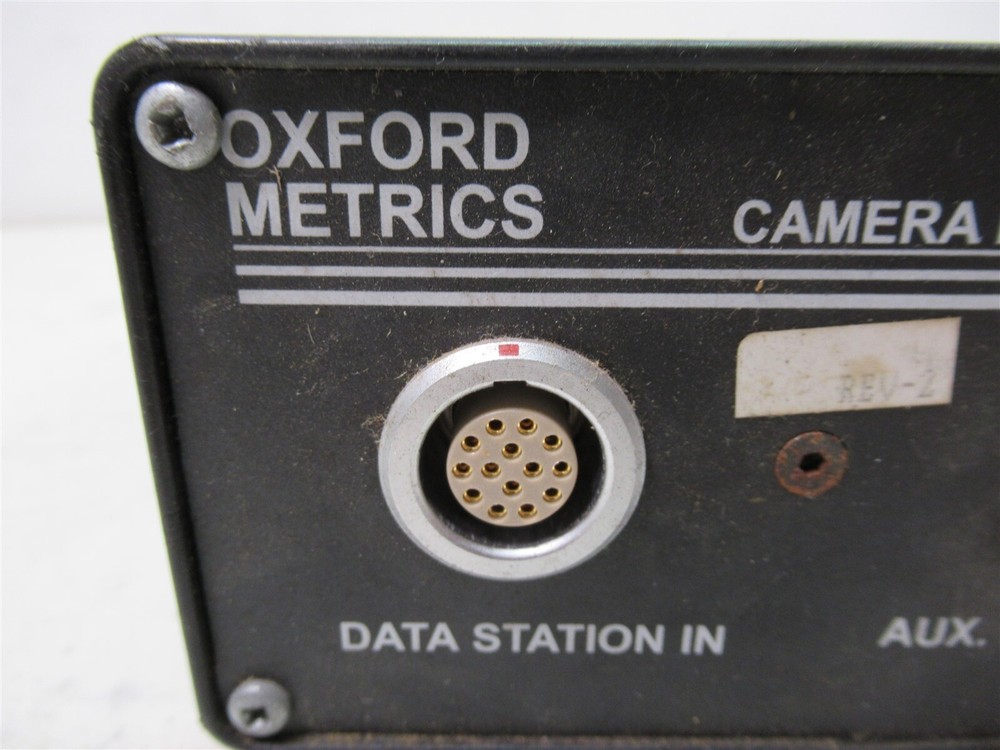 OXFORD
METRICS
CAMERA
REV-2
DATA STATION IN
AUX.